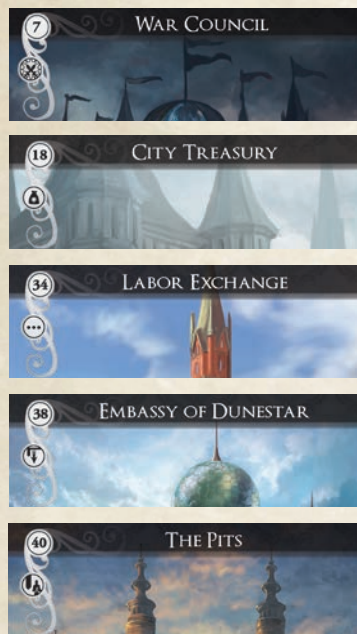 7 WAR COUNCIL
18 CITY TREASURY
34 LABOR EXCHANGE
38 EMBASSY OF DUNESTAR
40 THE PITS